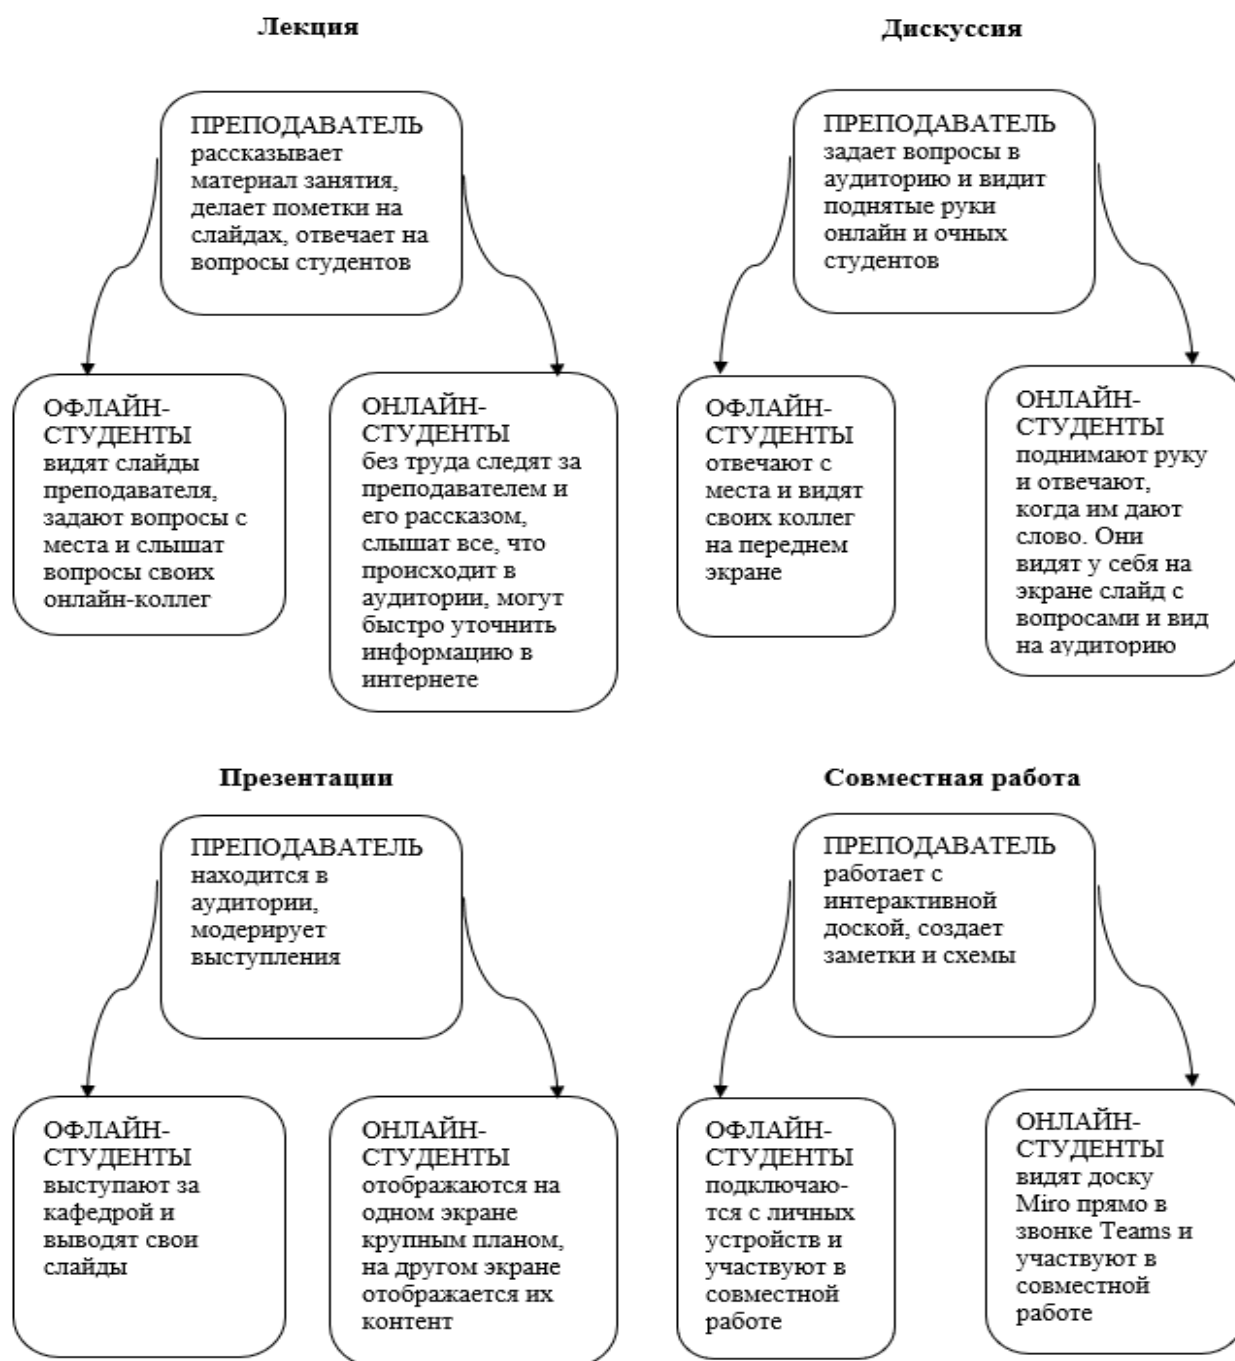 Лекция
ПРЕПОДАВАТЕЛЬ
рассказывает
материал занятия,
делает пометки на
слайдах, отвечает на
вопросы студентов
ОФЛАЙН-
СТУДЕНТЫ
видят слайды
преподавателя,
задают вопросы с
места и слышат
вопросы своих
онлайн-коллег
ОНЛАЙН-
СТУДЕНТЫ
без труда следят за
преподавателем и
его рассказом,
слышат все, что
происходит в
аудитории, могут
быстро уточнить
информацию в
интернете
Дискуссия
ПРЕПОДАВАТЕЛЬ
задает вопросы в
аудиторию и видит
поднятые руки
онлайн и очных
студентов
ОФЛАЙН-
СТУДЕНТЫ
отвечают с
места и видят
своих коллег
на переднем
экране
ОНЛАЙН-
СТУДЕНТЫ
поднимают руку
и отвечают,
когда им дают
слово. Они
видят у себя на
экране слайд с
вопросами и вид
на аудиторию
Презентации
ПРЕПОДАВАТЕЛЬ
находится в
аудитории,
модерирует
выступления
ОФЛАЙН-
СТУДЕНТЫ
выступают за
кафедрой и
выводят свои
слайды
ОНЛАЙН-
СТУДЕНТЫ
отображаются на
одном экране
крупным планом,
на другом экране
отображается их
контент
Совместная работа
ПРЕПОДАВАТЕЛЬ
работает с
интерактивной
доской, создает
заметки и схемы
ОФЛАЙН-
СТУДЕНТЫ
подключаю-
тся с личных
устройств и
участвуют в
совместной
работе
ОНЛАЙН-
СТУДЕНТЫ
видят доску
Miro прямо в
звонке Teams и
участвуют в
совместной
работе